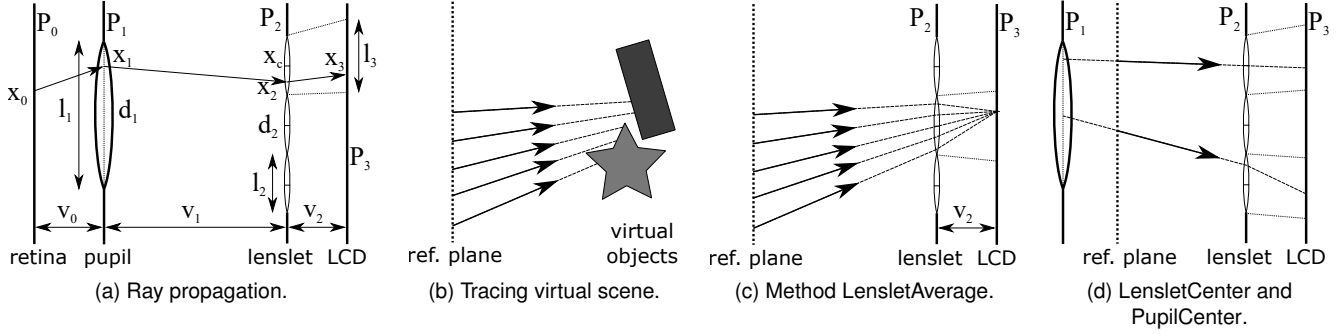 P₀ P₁ P₂
x₁ x_c x₃ l₃
x₀ l₁ d₁ x₂
d₂
P₃
l₂
v₀ v₁ v₂
retina pupil lenslet LCD
(a) Ray propagation.
virtual
ref. plane objects
(b) Tracing virtual scene.
P₂
P₃
v₂
ref. plane lenslet LCD
(c) Method LensletAverage.
P₁ P₂ P₃
ref. plane lenslet LCD
(d) LensletCenter and
PupilCenter.